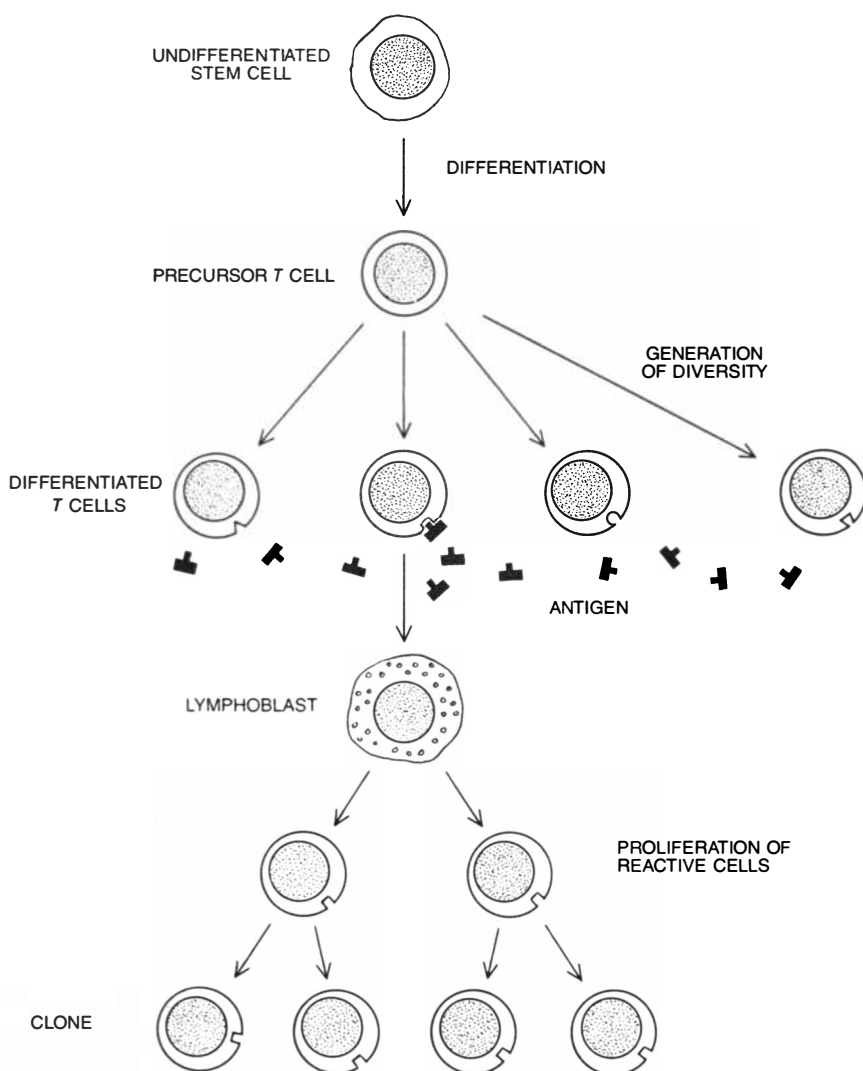 UNDIFFERENTIATED
STEM CELL
DIFFERENTIATION
PRECURSOR T CELL
GENERATION
OF DIVERSITY
DIFFERENTIATED
T CELLS
ANTIGEN
LYMPHOBLAST
PROLIFERATION OF
REACTIVE CELLS
CLONE